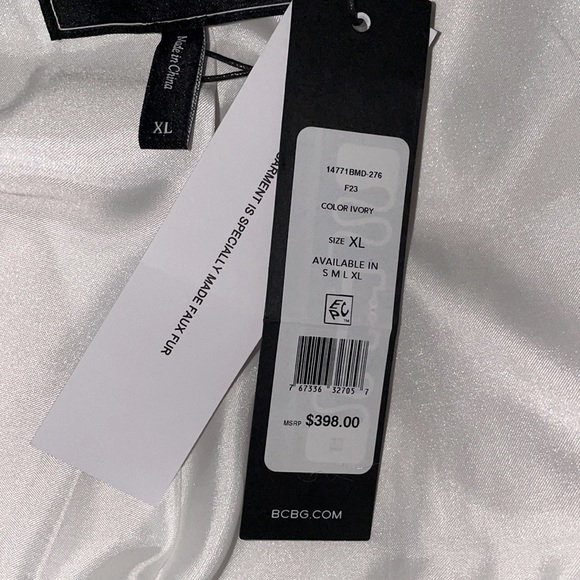 Made in China
XL
GARMENT IS SPECIALLY MADE FAUX FUR
14771BMD-276
F23
COLOR IVORY
SIZE XL
AVAILABLE IN
S M L XL
7 67336 32705 7
MSRP $398.00
BCBG.COM